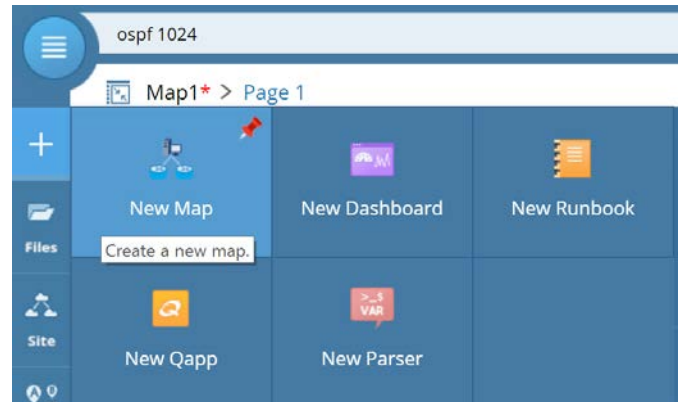 ospf 1024
Map1* > Page 1
New Map
New Dashboard
New Runbook
Files
Create a new map.
Site
>_$
VAR
New Qapp
New Parser